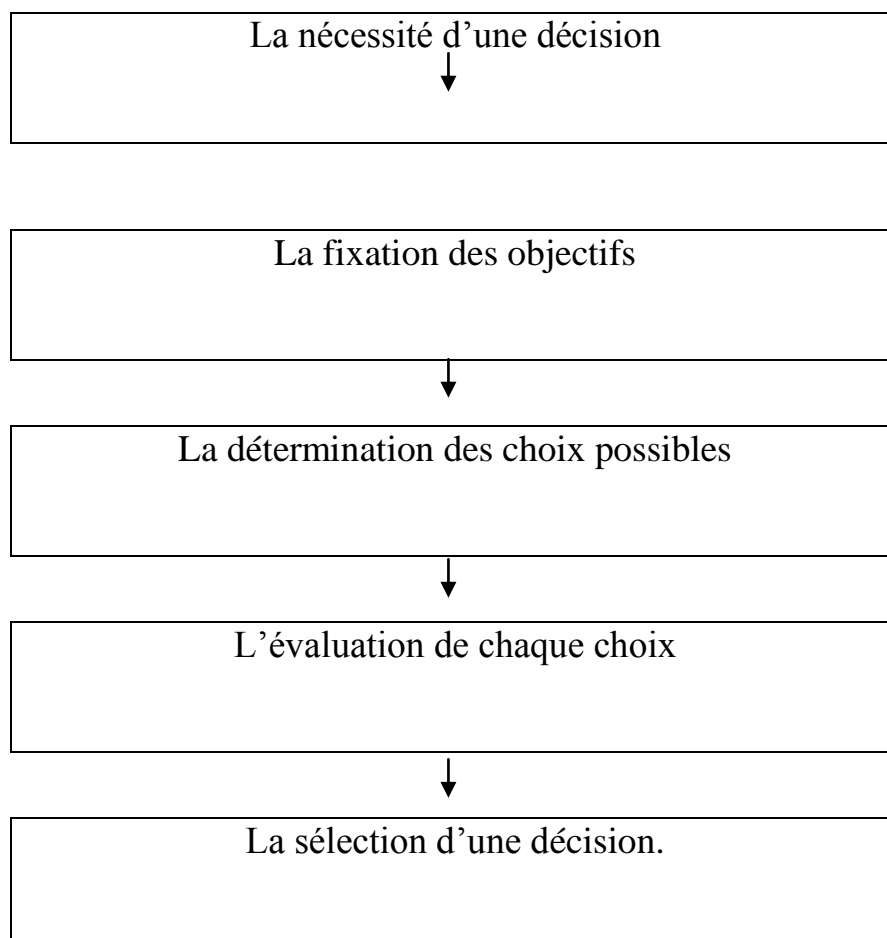 La nécessité d’une décision
La fixation des objectifs
La détermination des choix possibles
L’évaluation de chaque choix
La sélection d’une décision.